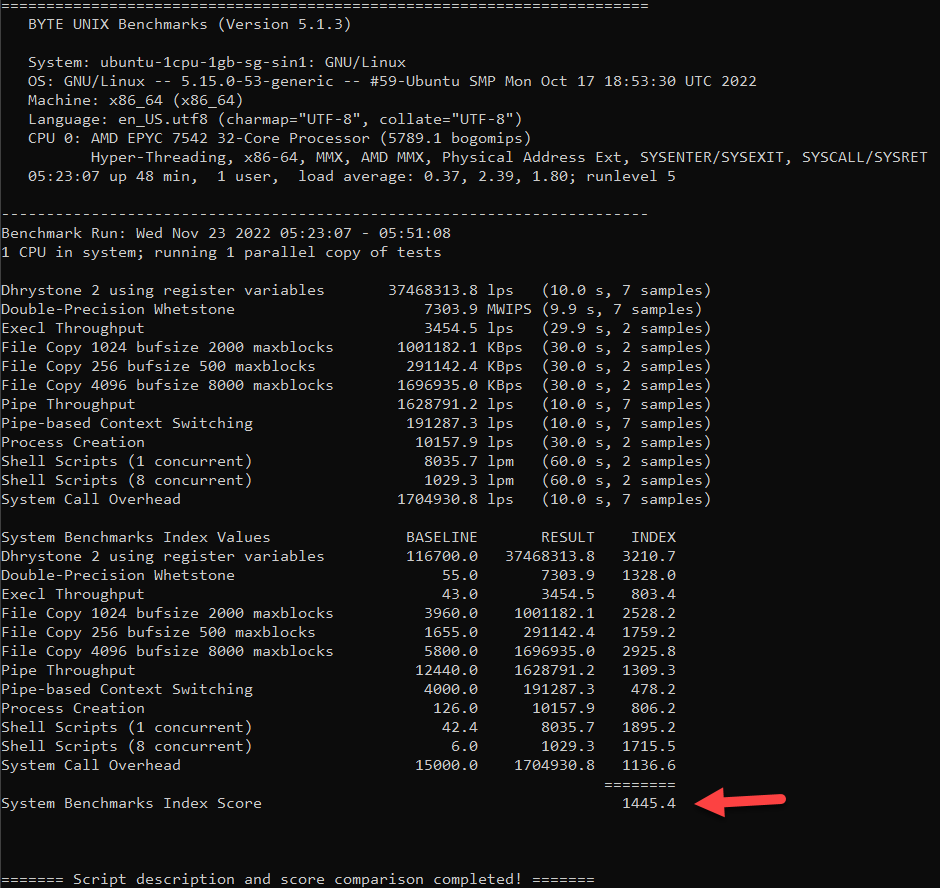 ========================================================================
   BYTE UNIX Benchmarks (Version 5.1.3)

   System: ubuntu-1cpu-1gb-sg-sin1: GNU/Linux
   OS: GNU/Linux -- 5.15.0-53-generic -- #59-Ubuntu SMP Mon Oct 17 18:53:30 UTC 2022
   Machine: x86_64 (x86_64)
   Language: en_US.utf8 (charmap="UTF-8", collate="UTF-8")
   CPU 0: AMD EPYC 7542 32-Core Processor (5789.1 bogomips)
          Hyper-Threading, x86-64, MMX, AMD MMX, Physical Address Ext, SYSENTER/SYSEXIT, SYSCALL/SYSRET
   05:23:07 up 48 min,  1 user,  load average: 0.37, 2.39, 1.80; runlevel 5

------------------------------------------------------------------------
Benchmark Run: Wed Nov 23 2022 05:23:07 - 05:51:08
1 CPU in system; running 1 parallel copy of tests

Dhrystone 2 using register variables       37468313.8 lps   (10.0 s, 7 samples)
Double-Precision Whetstone                     7303.9 MWIPS (9.9 s, 7 samples)
Execl Throughput                               3454.5 lps   (29.9 s, 2 samples)
File Copy 1024 bufsize 2000 maxblocks       1001182.1 KBps  (30.0 s, 2 samples)
File Copy 256 bufsize 500 maxblocks          291142.4 KBps  (30.0 s, 2 samples)
File Copy 4096 bufsize 8000 maxblocks       1696935.0 KBps  (30.0 s, 2 samples)
Pipe Throughput                             1628791.2 lps   (10.0 s, 7 samples)
Pipe-based Context Switching                 191287.3 lps   (10.0 s, 7 samples)
Process Creation                              10157.9 lps   (30.0 s, 2 samples)
Shell Scripts (1 concurrent)                   8035.7 lpm   (60.0 s, 2 samples)
Shell Scripts (8 concurrent)                   1029.3 lpm   (60.0 s, 2 samples)
System Call Overhead                        1704930.8 lps   (10.0 s, 7 samples)

System Benchmarks Index Values               BASELINE       RESULT    INDEX
Dhrystone 2 using register variables         116700.0   37468313.8   3210.7
Double-Precision Whetstone                       55.0       7303.9   1328.0
Execl Throughput                                 43.0       3454.5    803.4
File Copy 1024 bufsize 2000 maxblocks          3960.0    1001182.1   2528.2
File Copy 256 bufsize 500 maxblocks            1655.0     291142.4   1759.2
File Copy 4096 bufsize 8000 maxblocks          5800.0    1696935.0   2925.8
Pipe Throughput                               12440.0    1628791.2   1309.3
Pipe-based Context Switching                   4000.0     191287.3    478.2
Process Creation                                126.0      10157.9    806.2
Shell Scripts (1 concurrent)                     42.4       8035.7   1895.2
Shell Scripts (8 concurrent)                      6.0       1029.3   1715.5
System Call Overhead                          15000.0    1704930.8   1136.6
                                                                   ========
System Benchmarks Index Score                                        1445.4

======= Script description and score comparison completed! =======